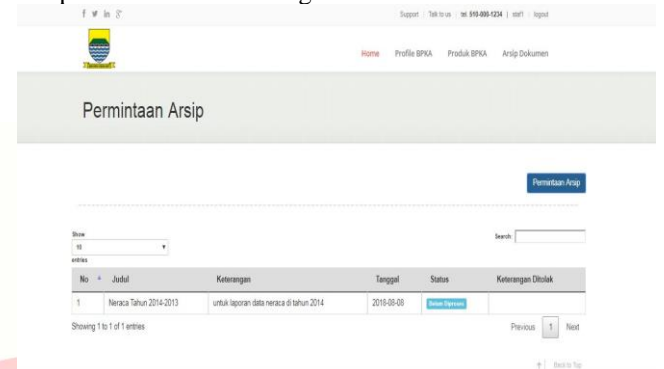 f in g+
Support Talk to us tel 510-000-1234 | staf1 logout
Home Profile BPKA Produk BPKA Arsip Dokumen
Permintaan Arsip
Permintaan Arsip
Show
10
entries
Search:
No Judul Keterangan Tanggal Status Keterangan Ditolak
1 Neraca Tahun 2014-2013 untuk laporan data neraca di tahun 2014 2018-08-08 Belum Diproses
Showing 1 to 1 of 1 entries
Previous 1 Next
Back to Top